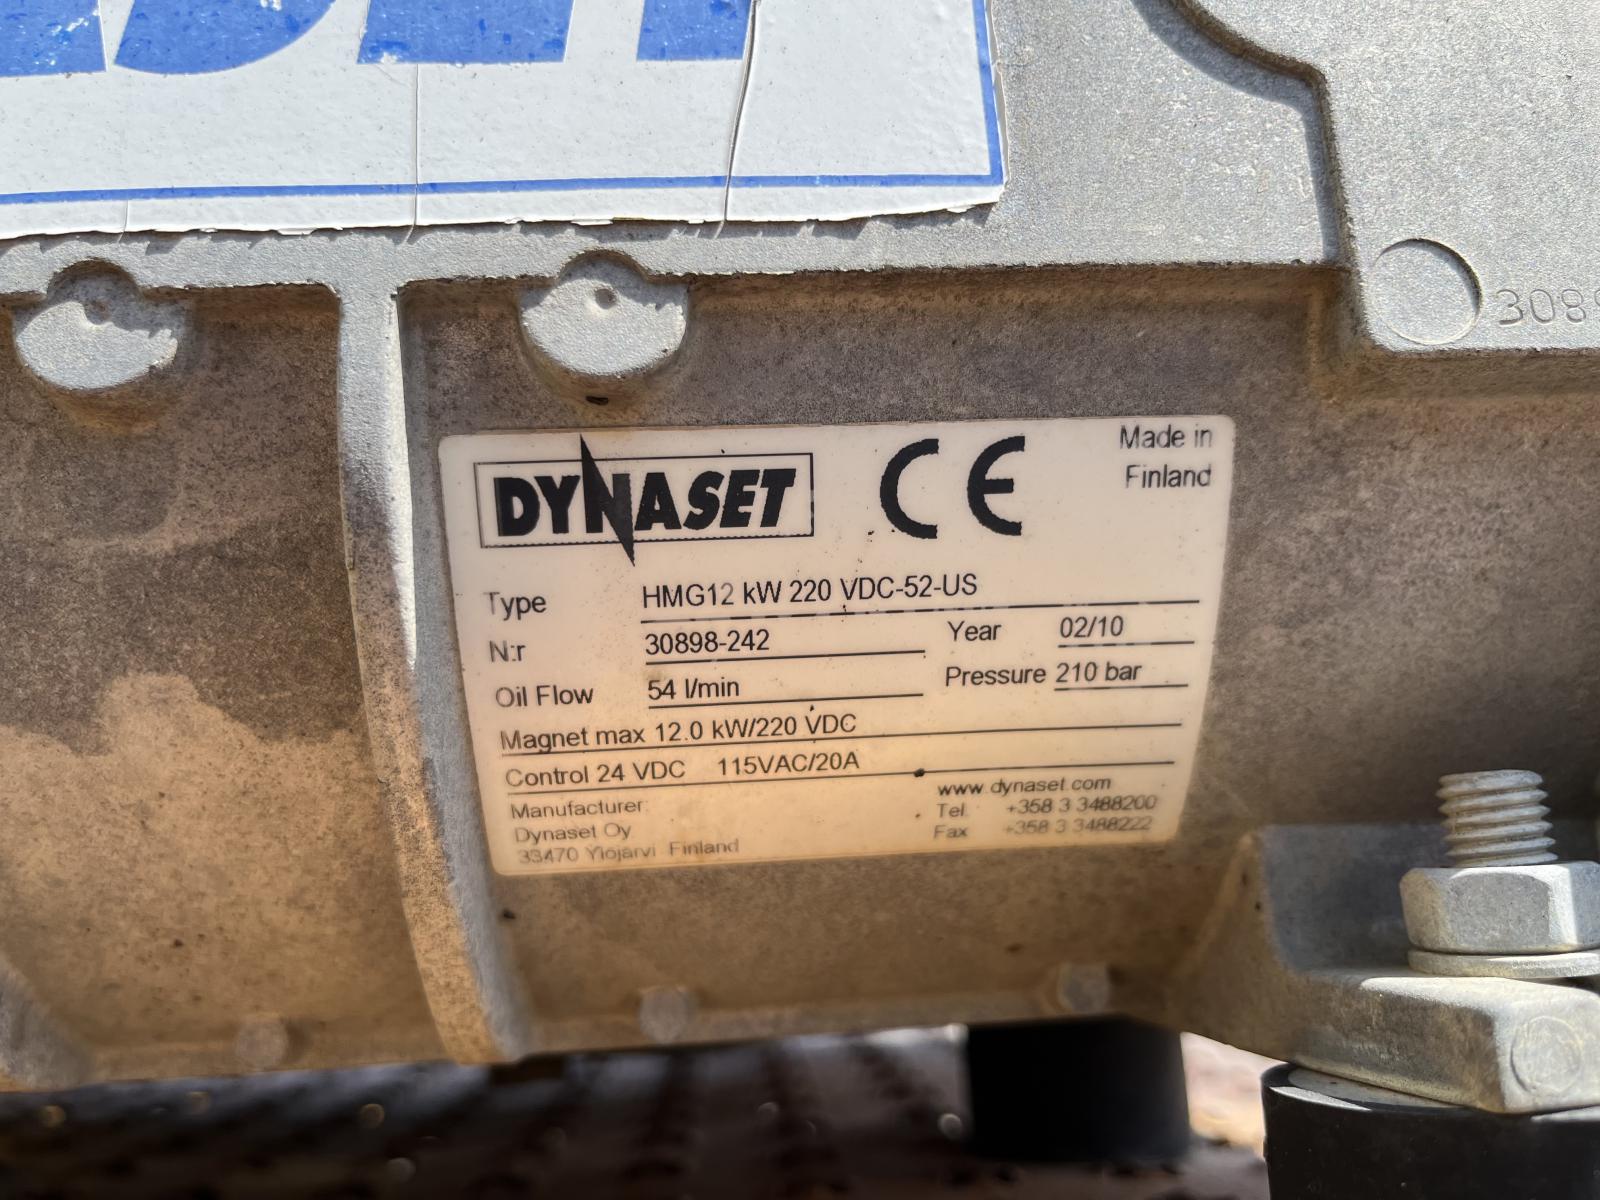 3089
DYNASET CE Made in
Finland
Type HMG12 kW 220 VDC-52-US
N:r 30898-242 Year 02/10
Oil Flow 54 l/min Pressure 210 bar
Magnet max 12.0 kW/220 VDC
Control 24 VDC 115VAC/20A
Manufacturer: www.dynaset.com
Dynaset Oy Tel. +358 3 3488200
33470 Ylöjärvi Finland Fax +358 3 3488222